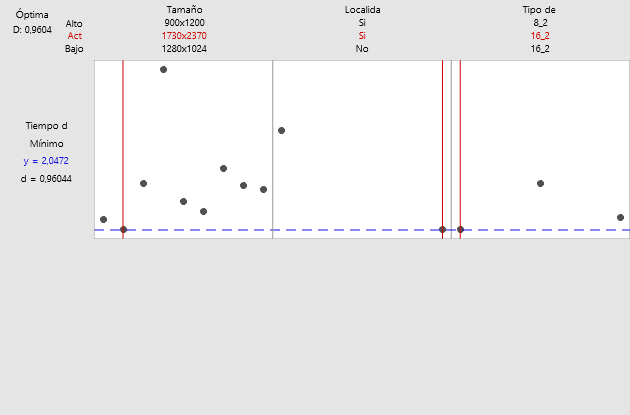 Óptima
D: 0,9604
Alto
Act
Bajo
Tamaño
900x1200
1730x2370
1280x1024
Localida
Si
Si
No
Tipo de
8_2
16_2
16_2
Tiempo d
Mínimo
y = 2,0472
d = 0,96044